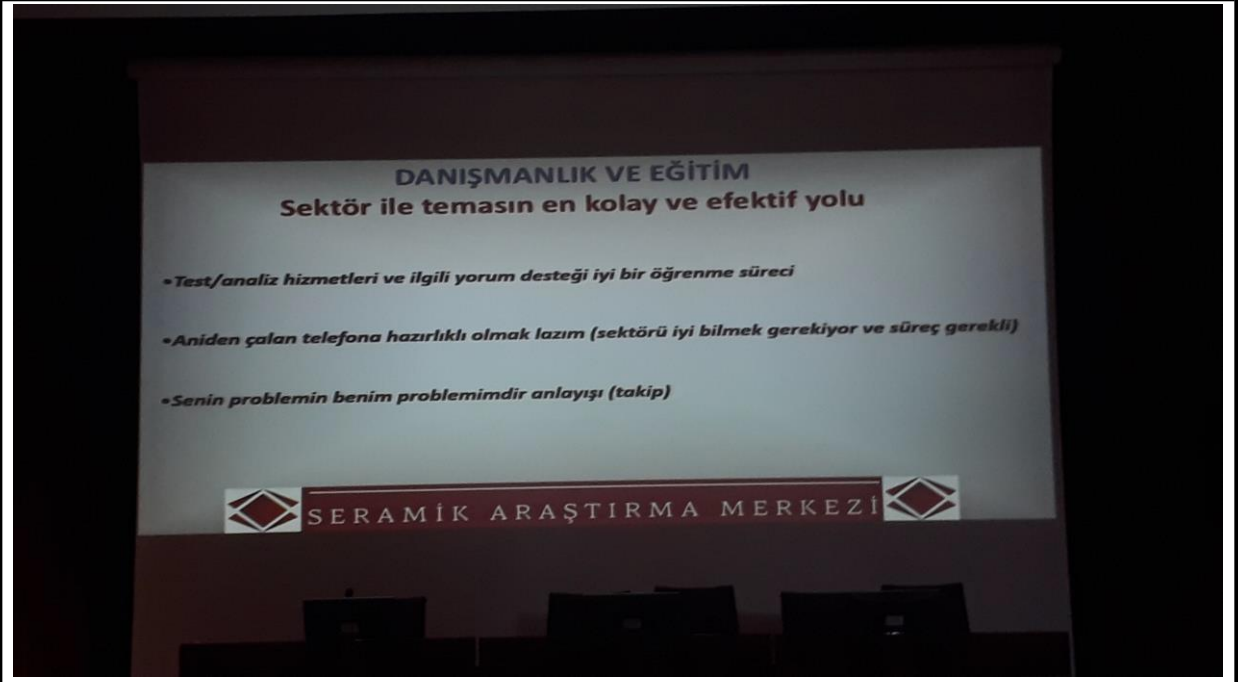 DANIŞMANLIK VE EĞİTİM
Sektör ile temasın en kolay ve efektif yolu
•Test/analiz hizmetleri ve ilgili yorum desteği iyi bir öğrenme süreci
•Aniden çalan telefona hazırlıklı olmak lazım (sektörü iyi bilmek gerekiyor ve süreç gerekli)
•Senin problemin benim problemimdir anlayışı (takip)
SERAMİK ARAŞTIRMA MERKEZİ